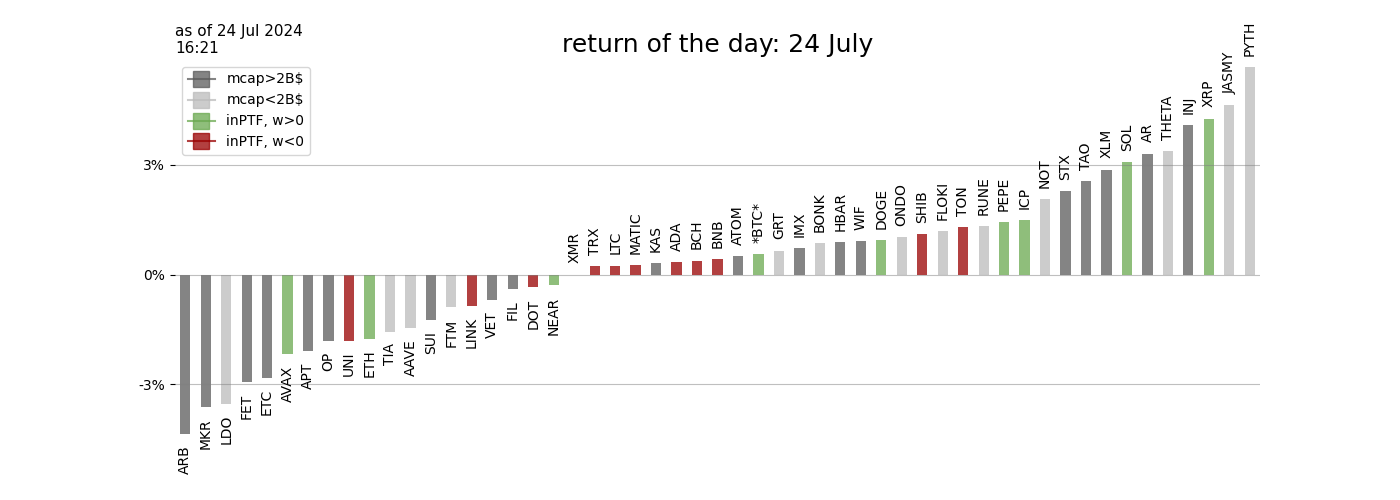 as of 24 Jul 2024
16:21
return of the day: 24 July
mcap>2B$
mcap<2B$
inPTF, w>0
inPTF, w<0
3%
0%
-3%
ARB
MKR
LDO
FET
ETC
AVAX
APT
OP
UNI
ETH
TIA
AAVE
SUI
FTM
LINK
VET
FIL
DOT
NEAR
XMR
TRX
LTC
MATIC
KAS
ADA
BCH
BNB
ATOM
*BTC*
GRT
IMX
BONK
HBAR
WIF
DOGE
ONDO
SHIB
FLOKI
TON
RUNE
PEPE
ICP
NOT
STX
TAO
XLM
SOL
AR
THETA
INJ
XRP
JASMY
PYTH